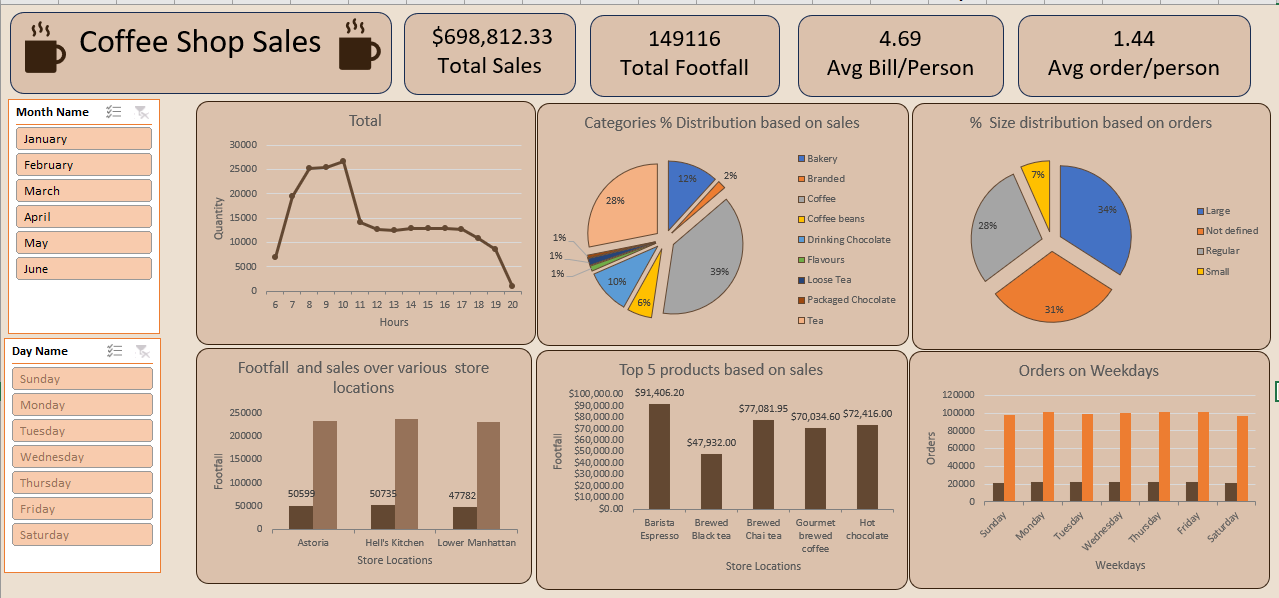 Coffee Shop Sales
$698,812.33
Total Sales
149116
Total Footfall
4.69
Avg Bill/Person
1.44
Avg order/person
Month Name
January
February
March
April
May
June
Day Name
Sunday
Monday
Tuesday
Wednesday
Thursday
Friday
Saturday
Total
30000
25000
20000
15000
10000
5000
0
Quantity
6 7 8 9 10 11 12 13 14 15 16 17 18 19 20
Hours
Categories % Distribution based on sales
12%
2%
39%
6%
10%
1%
1%
1%
28%
Bakery
Branded
Coffee
Coffee beans
Drinking Chocolate
Flavours
Loose Tea
Packaged Chocolate
Tea
% Size distribution based on orders
34%
31%
28%
7%
Large
Not defined
Regular
Small
Footfall and sales over various store
locations
250000
200000
150000
100000
50000
0
Footfall
50599
50735
47782
Astoria Hell's Kitchen Lower Manhattan
Store Locations
Top 5 products based on sales
$100,000.00
$90,000.00
$80,000.00
$70,000.00
$60,000.00
$50,000.00
$40,000.00
$30,000.00
$20,000.00
$10,000.00
$0.00
Footfall
$91,406.20
$47,932.00
$77,081.95
$70,034.60
$72,416.00
Barista
Espresso
Brewed
Black tea
Brewed
Chai tea
Gourmet
brewed
coffee
Hot
chocolate
Store Locations
Orders on Weekdays
120000
100000
80000
60000
40000
20000
0
Orders
Sunday
Monday
Tuesday
Wednesday
Thursday
Friday
Saturday
Weekdays